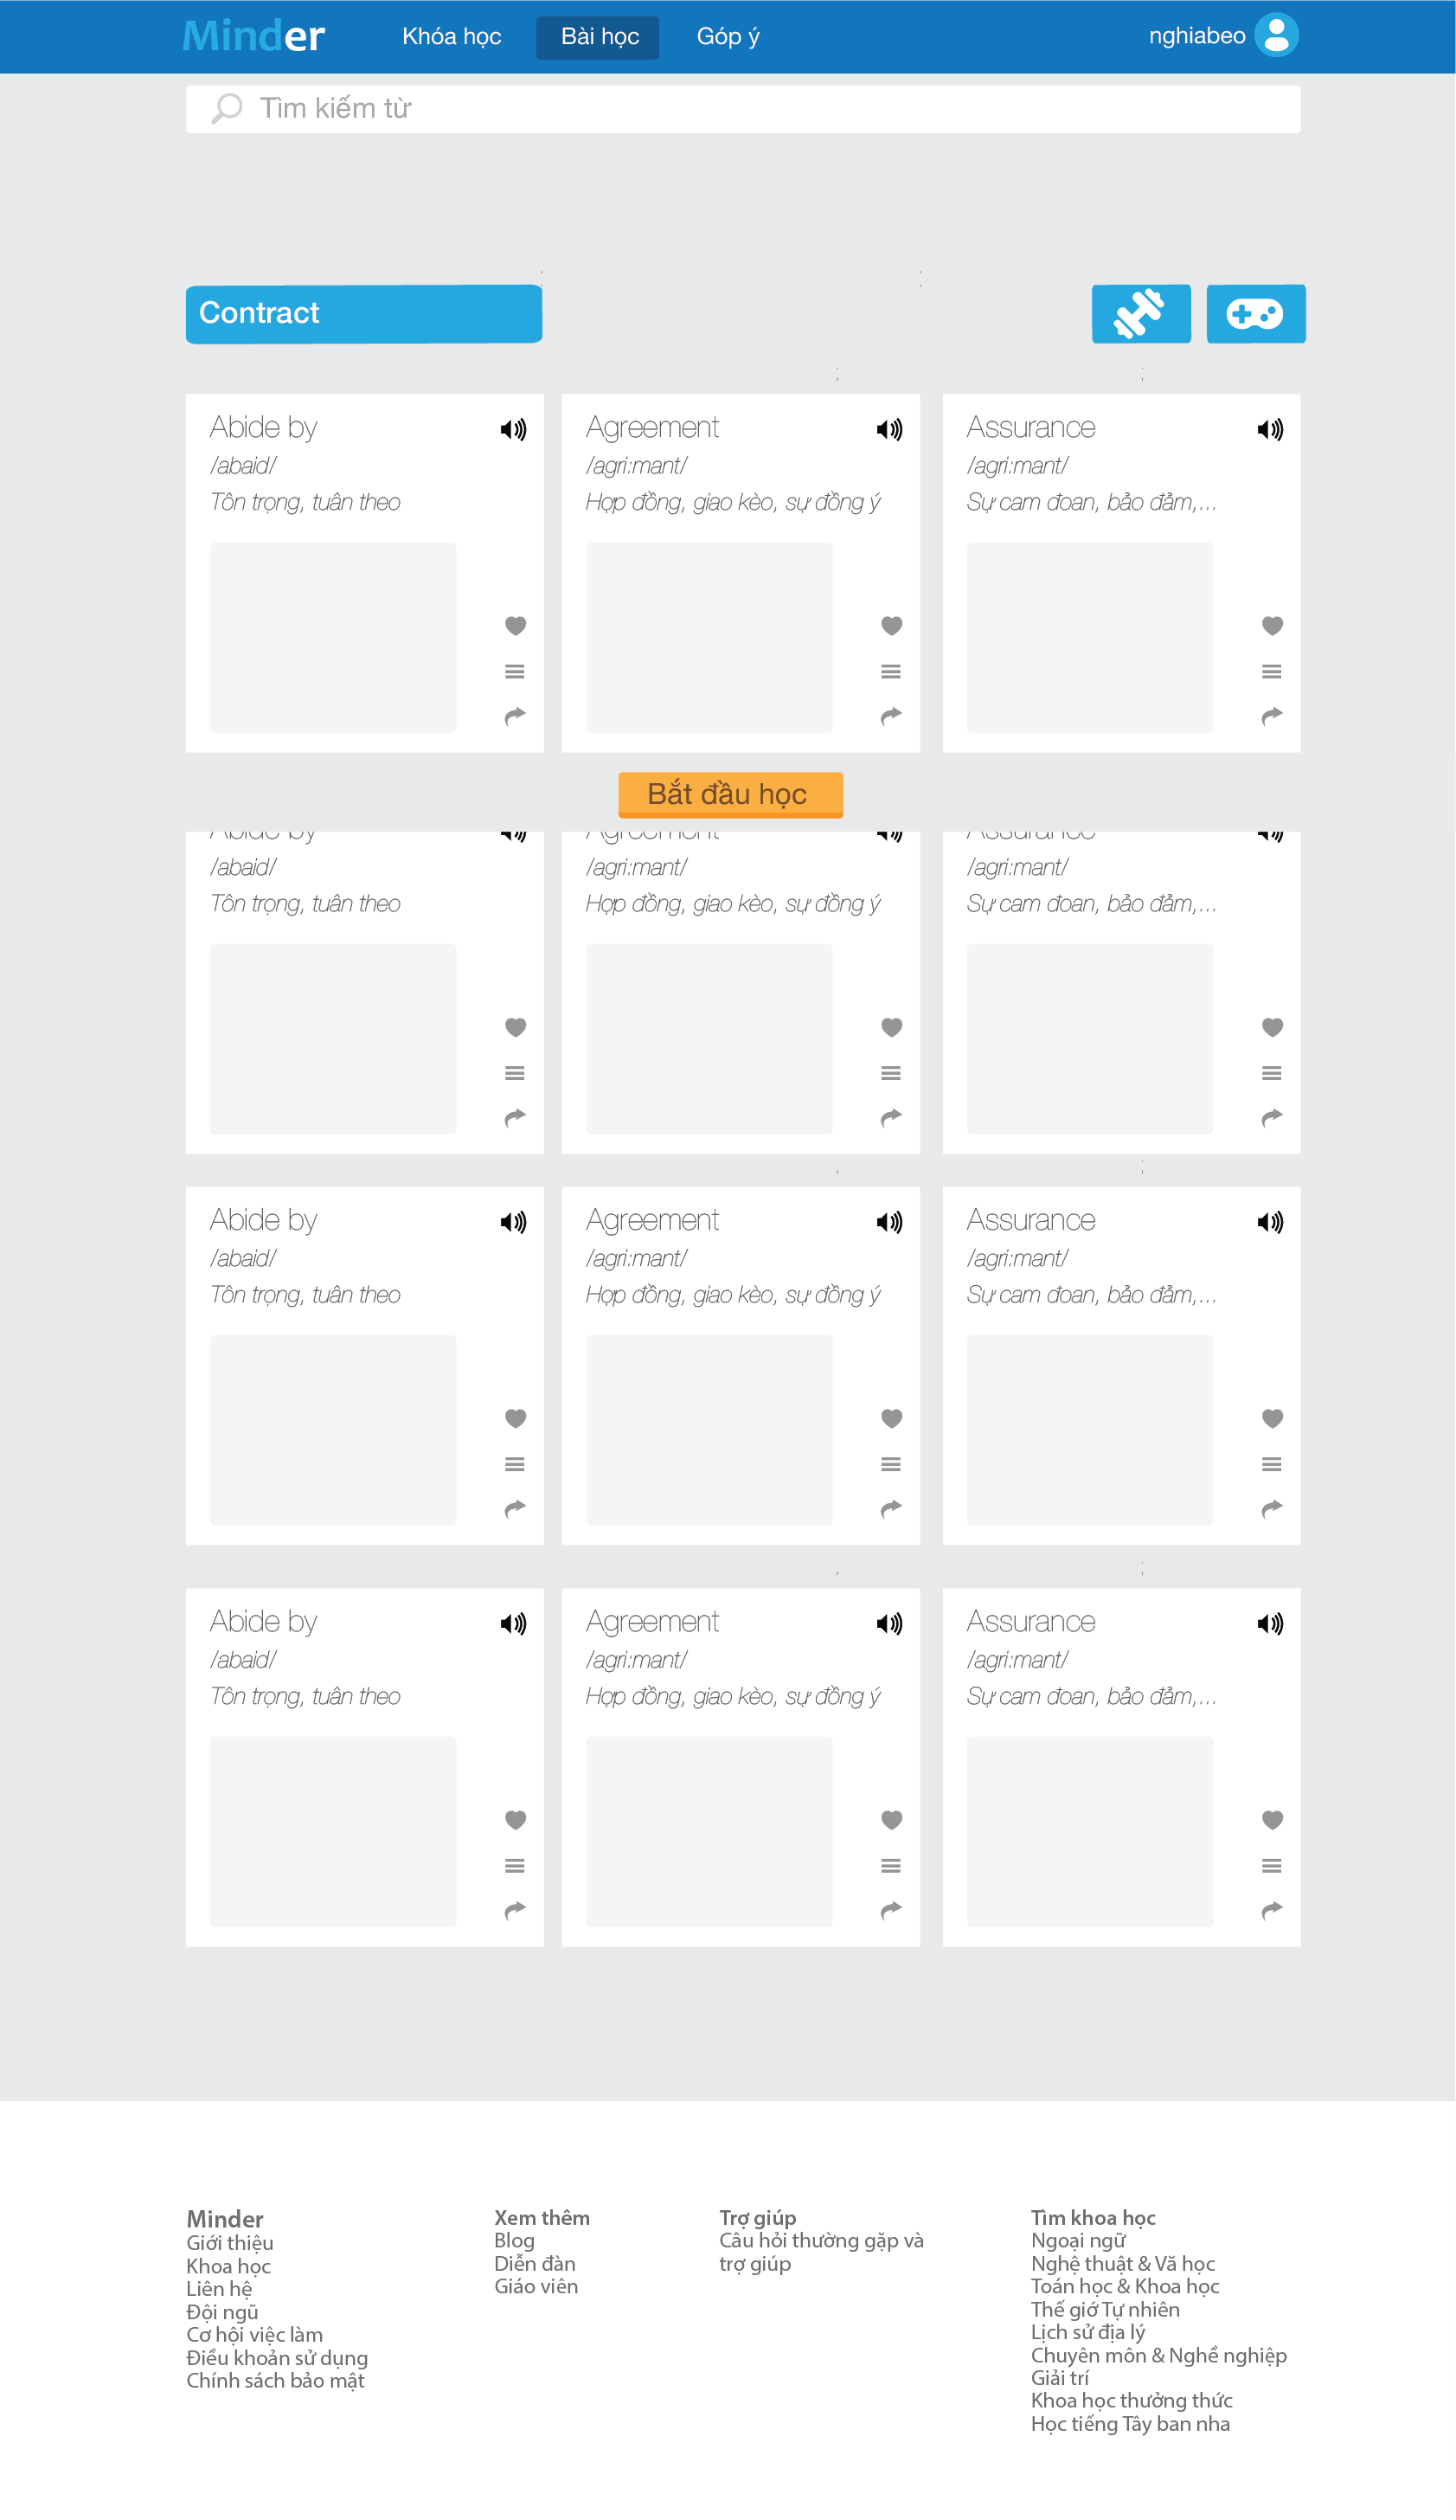 Minder Khóa học Bài học Góp ý nghiabeo
Tìm kiếm từ
Contract
Abide by
/abaid/
Tôn trọng, tuân theo
Agreement
/agri:mant/
Hợp đồng, giao kèo, sự đồng ý
Assurance
/agri:mant/
Sự cam đoan, bảo đảm,...
Bắt đầu học
Abide by
/abaid/
Tôn trọng, tuân theo
Agreement
/agri:mant/
Hợp đồng, giao kèo, sự đồng ý
Assurance
/agri:mant/
Sự cam đoan, bảo đảm,...
Abide by
/abaid/
Tôn trọng, tuân theo
Agreement
/agri:mant/
Hợp đồng, giao kèo, sự đồng ý
Assurance
/agri:mant/
Sự cam đoan, bảo đảm,...
Abide by
/abaid/
Tôn trọng, tuân theo
Agreement
/agri:mant/
Hợp đồng, giao kèo, sự đồng ý
Assurance
/agri:mant/
Sự cam đoan, bảo đảm,...
Minder
Giới thiệu
Khoa học
Liên hệ
Đội ngũ
Cơ hội việc làm
Điều khoản sử dụng
Chính sách bảo mật
Xem thêm
Blog
Diễn đàn
Giáo viên
Trợ giúp
Câu hỏi thường gặp và
trợ giúp
Tìm khoa học
Ngoại ngữ
Nghệ thuật & Vă học
Toán học & Khoa học
Thế giớ Tự nhiên
Lịch sử địa lý
Chuyên môn & Nghề nghiệp
Giải trí
Khoa học thưởng thức
Học tiếng Tây ban nha